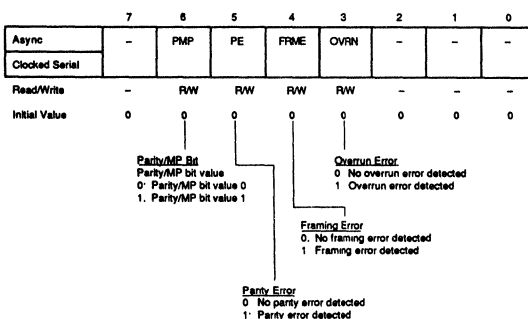 7 6 5 4 3 2 1 0
Async – PMP PE FRME OVRN – – –
Clocked Serial
Read/Write – R/W R/W R/W R/W – – –
Initial Value 0 0 0 0 0 0 0 0
Parity/MP Bit
Parity/MP bit value
0· Parity/MP bit value 0
1. Parity/MP bit value 1
Overrun Error
0 No overrun error detected
1 Overrun error detected
Framing Error
0. No framing error detected
1 Framing error detected
Parity Error
0 No parity error detected
1· Parity error detected